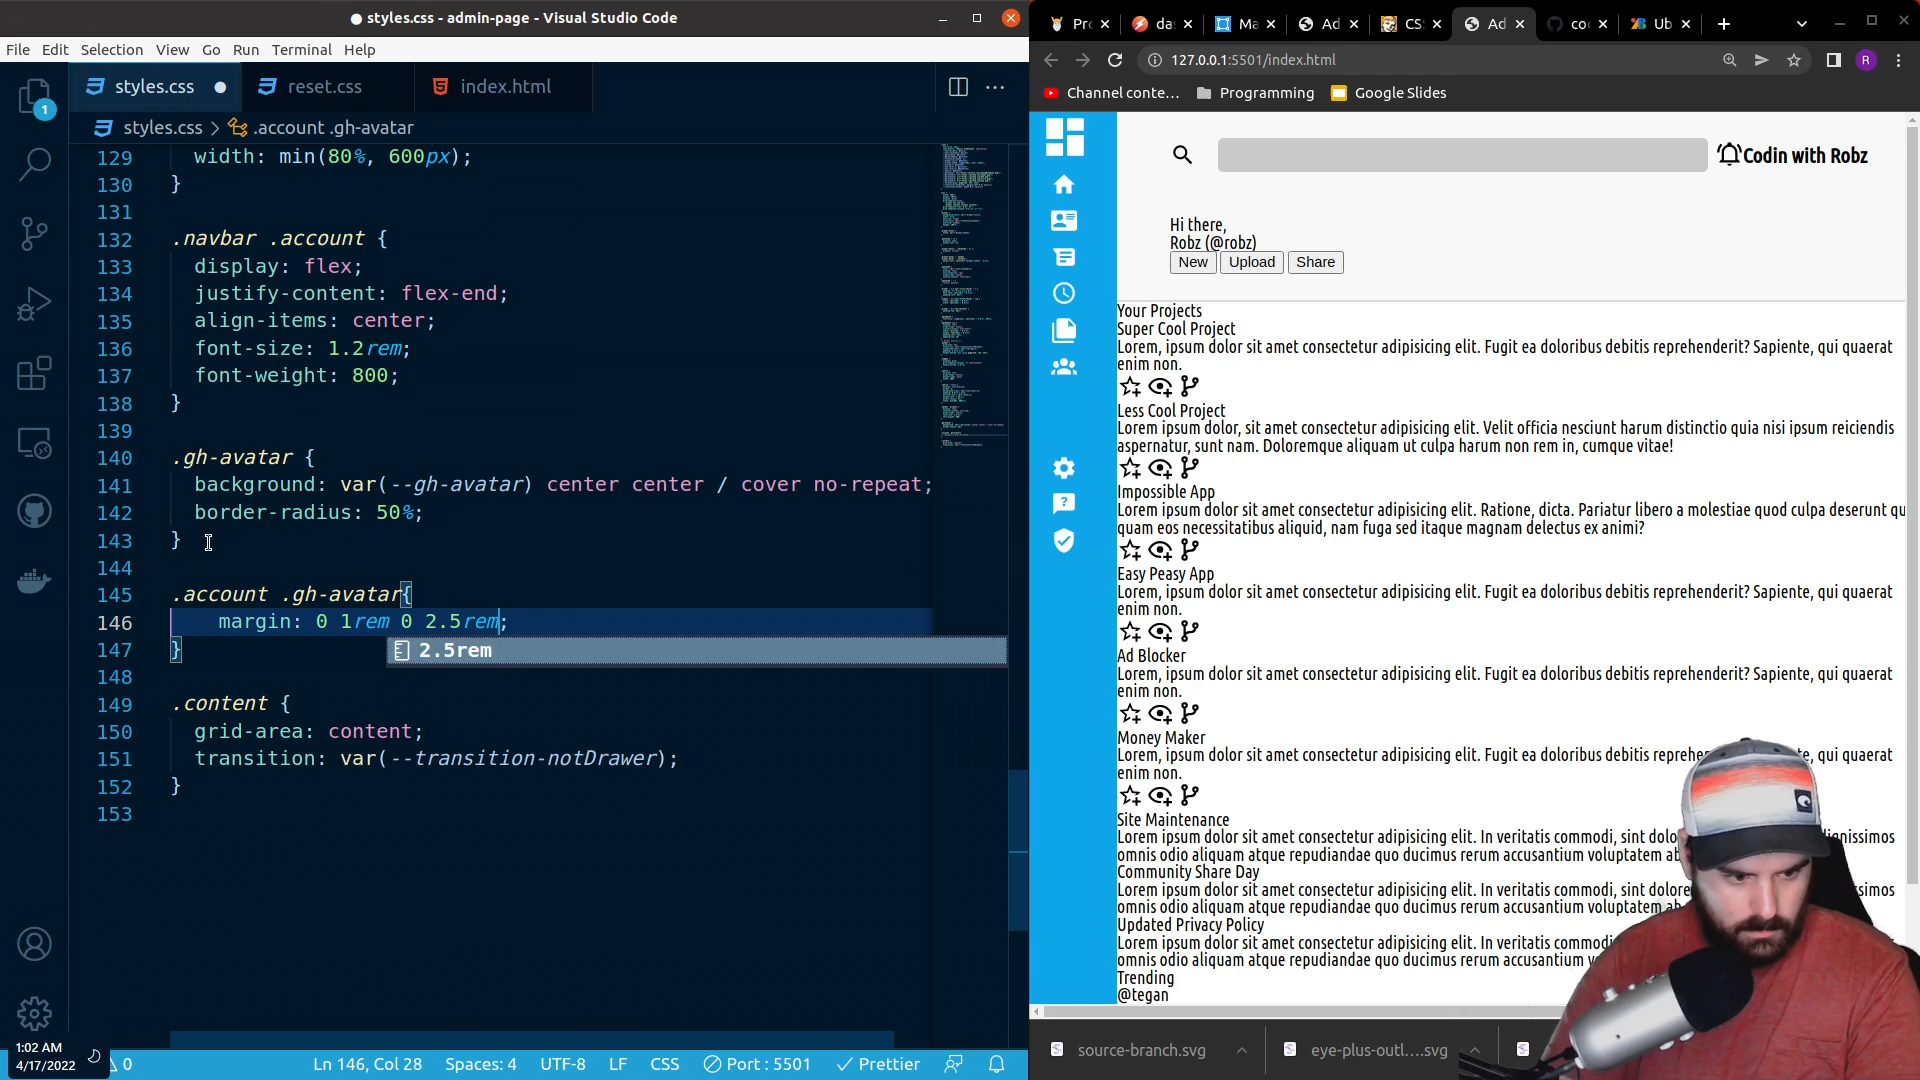 styles.css - admin-page - Visual Studio Code
File Edit Selection View Go Run Terminal Help
styles.css reset.css index.html
styles.css > .account .gh-avatar
129 width: min(80%, 600px);
130 }
131
132 .navbar .account {
133 display: flex;
134 justify-content: flex-end;
135 align-items: center;
136 font-size: 1.2rem;
137 font-weight: 800;
138 }
139
140 .gh-avatar {
141 background: var(--gh-avatar) center center / cover no-repeat;
142 border-radius: 50%;
143 }
144
145 .account .gh-avatar{
146 margin: 0 1rem 0 2.5rem;
147 }
2.5rem
148
149 .content {
150 grid-area: content;
151 transition: var(--transition-notDrawer);
152 }
153
1
1:02 AM
4/17/2022
0
Ln 146, Col 28 Spaces: 4 UTF-8 LF CSS Port : 5501 Prettier
Pro da Ma Ad CS Ad co Ub
127.0.0.1:5501/index.html
R
Channel conte... Programming Google Slides
Codin with Robz
Hi there,
Robz (@robz)
New Upload Share
Your Projects
Super Cool Project
Lorem, ipsum dolor sit amet consectetur adipisicing elit. Fugit ea doloribus debitis reprehenderit? Sapiente, qui quaerat
enim non.
Less Cool Project
Lorem ipsum dolor, sit amet consectetur adipisicing elit. Velit officia nesciunt harum distinctio quia nisi ipsum reiciendis
aspernatur, sunt nam. Doloremque aliquam ut culpa harum non rem in, cumque vitae!
Impossible App
Lorem ipsum dolor sit amet consectetur adipisicing elit. Ratione, dicta. Pariatur libero a molestiae quod culpa deserunt qu
quam eos necessitatibus aliquid, nam fuga sed itaque magnam delectus ex animi?
Easy Peasy App
Lorem, ipsum dolor sit amet consectetur adipisicing elit. Fugit ea doloribus debitis reprehenderit? Sapiente, qui quaerat
enim non.
Ad Blocker
Lorem, ipsum dolor sit amet consectetur adipisicing elit. Fugit ea doloribus debitis reprehenderit? Sapiente, qui quaerat
enim non.
Money Maker
Lorem, ipsum dolor sit amet consectetur adipisicing elit. Fugit ea doloribus debitis reprehe te, qui quaerat
enim non.
Site Maintenance
Lorem ipsum dolor sit amet consectetur adipisicing elit. In veritatis commodi, sint dolo ignissimos
omnis odio aliquam atque repudiandae quo ducimus rerum accusantium voluptatem ab
Community Share Day
Lorem ipsum dolor sit amet consectetur adipisicing elit. In veritatis commodi, sint dolore ssimos
omnis odio aliquam atque repudiandae quo ducimus rerum accusantium voluptatem
Updated Privacy Policy
Lorem ipsum dolor sit amet consectetur adipisicing elit. In veritatis commodi
omnis odio aliquam atque repudiandae quo ducimus rerum accusantium
Trending
@tegan
source-branch.svg eye-plus-outl....svg